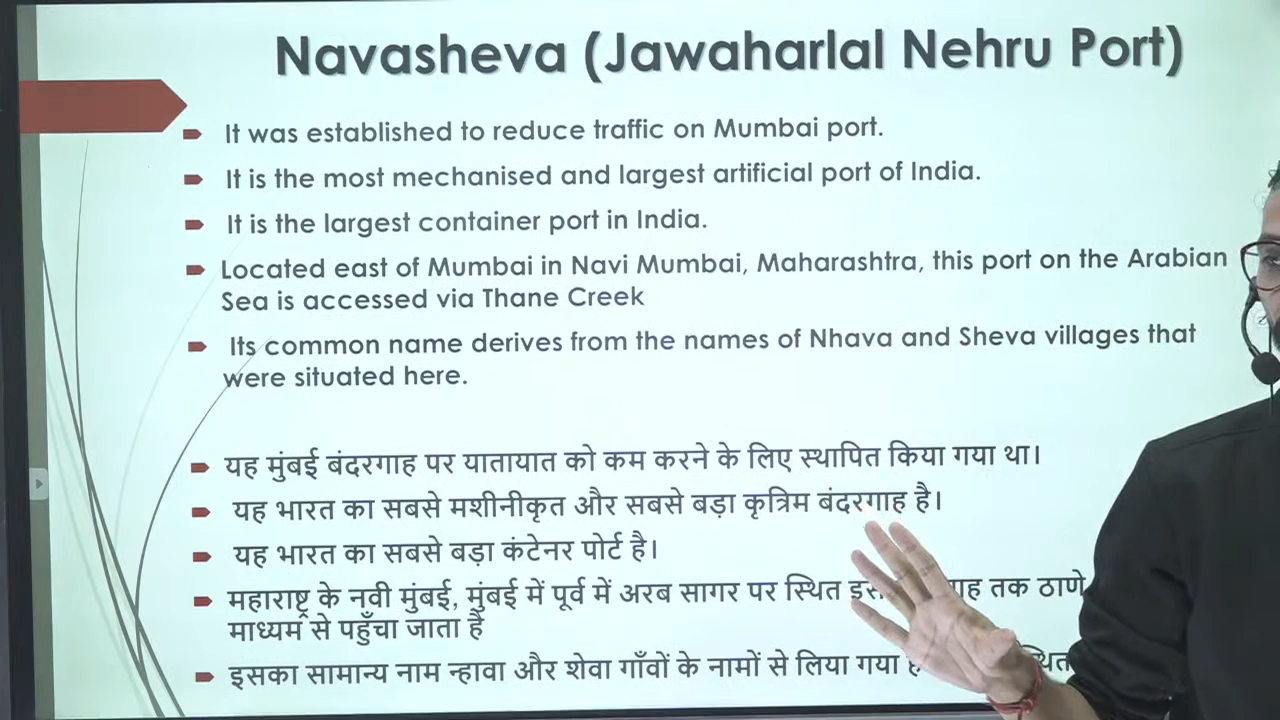 Navasheva (Jawaharlal Nehru Port)
It was established to reduce traffic on Mumbai port.
It is the most mechanised and largest artificial port of India.
It is the largest container port in India.
Located east of Mumbai in Navi Mumbai, Maharashtra, this port on the Arabian
Sea is accessed via Thane Creek
Its common name derives from the names of Nhava and Sheva villages that
were situated here.
यह मुंबई बंदरगाह पर यातायात को कम करने के लिए स्थापित किया गया था।
यह भारत का सबसे मशीनीकृत और सबसे बड़ा कृत्रिम बंदरगाह है।
यह भारत का सबसे बड़ा कंटेनर पोर्ट है।
महाराष्ट्र के नवी मुंबई, मुंबई में पूर्व में अरब सागर पर स्थित तक ठाणे
माध्यम से पहुँचा जाता है
इसका सामान्य नाम न्हावा और शेवा गाँवों के नामों से लिया गया